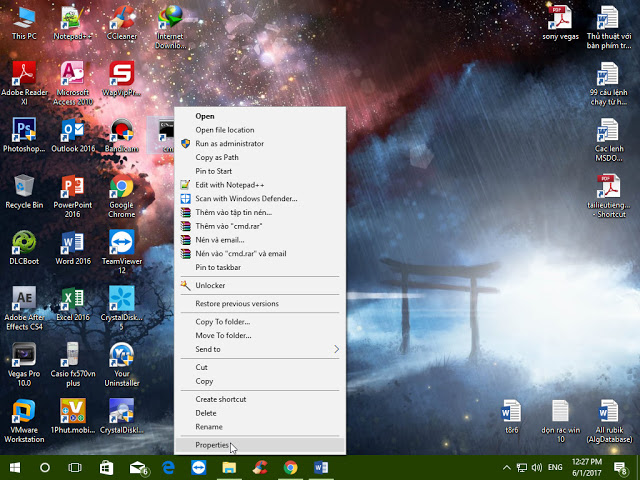 This PC
Notepad++
CCleaner
Internet
Downlo...
sony vegas
Thủ thuật với
bàn phím tr...
Adobe Reader
XI
Microsoft
Access 2010
WapVipPr...
99 câu lệnh
chạy từ h...
Photoshop...
Outlook 2016
Bandicam
cm
Các lenh
MSDO...
Recycle Bin
PowerPoint
2016
Google
Chrome
tailieutieng...
- Shortcut
DLCBoot
Word 2016
TeamViewer
12
Adobe After
Effects CS4
Excel 2016
CrystalDisk...
5
Vegas Pro
10.0
Casio fx570vn
plus
Your
Uninstaller
VMware
Workstation
1Phut.mobi...
CrystalDiskI...
Open
Open file location
Run as administrator
Copy as Path
Pin to Start
Edit with Notepad++
Scan with Windows Defender...
Thêm vào tập tin nén...
Thêm vào "cmd.rar"
Nén và email...
Nén vào "cmd.rar" và email
Pin to taskbar
Unlocker
Restore previous versions
Copy To folder...
Move To folder...
Send to
Cut
Copy
Create shortcut
Delete
Rename
Properties
t8r6
dọn rac win
10
All rubik
(AlgDatabase)
6
ENG
12:27 PM
6/1/2017
8